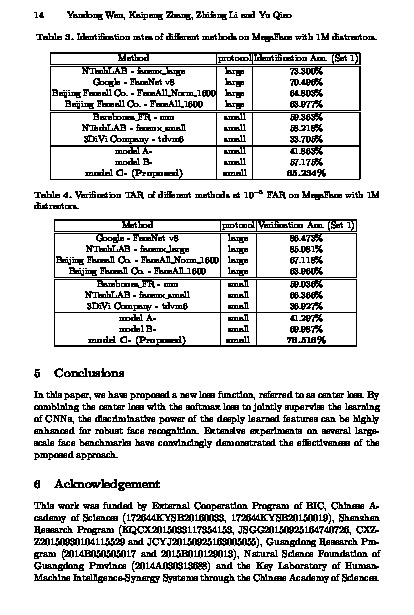 14 Yandong Wen, Kaipeng Zhang, Zhifeng Li and Yu Qiao
Table 3. Identification rates of different methods on MegaFace with 1M distractors.
Method protocol Identification Acc. (Set 1)
NTechLAB - facenx_large large 73.300%
Google - FaceNet v8 large 70.496%
Beijing Faceall Co. - FaceAll_Norm_1600 large 64.803%
Beijing Faceall Co. - FaceAll_1600 large 63.977%
Barebones_FR - cnn small 59.363%
NTechLAB - facenx_small small 58.218%
3DiVi Company - tdvm6 small 33.705%
model A- small 41.863%
model B- small 57.175%
model C- (Proposed) small 65.234%
Table 4. Verification TAR of different methods at 10⁻⁶ FAR on MegaFace with 1M
distractors.
Method protocol Verification Acc. (Set 1)
Google - FaceNet v8 large 86.473%
NTechLAB - facenx_large large 85.081%
Beijing Faceall Co. - FaceAll_Norm_1600 large 67.118%
Beijing Faceall Co. - FaceAll_1600 large 63.960%
Barebones_FR - cnn small 59.036%
NTechLAB - facenx_small small 66.366%
3DiVi Company - tdvm6 small 36.927%
model A- small 41.297%
model B- small 69.987%
model C- (Proposed) small 76.516%
5 Conclusions
In this paper, we have proposed a new loss function, referred to as center loss. By
combining the center loss with the softmax loss to jointly supervise the learning
of CNNs, the discriminative power of the deeply learned features can be highly
enhanced for robust face recognition. Extensive experiments on several large-
scale face benchmarks have convincingly demonstrated the effectiveness of the
proposed approach.
6 Acknowledgement
This work was funded by External Cooperation Program of BIC, Chinese A-
cademy of Sciences (172644KYSB20160033, 172644KYSB20150019), Shenzhen
Research Program (KQCX2015033117354153, JSGG20150925164740726, CXZ-
Z20150930104115529 and JCYJ20150925163005055), Guangdong Research Pro-
gram (2014B050505017 and 2015B010129013), Natural Science Foundation of
Guangdong Province (2014A030313688) and the Key Laboratory of Human-
Machine Intelligence-Synergy Systems through the Chinese Academy of Sciences.